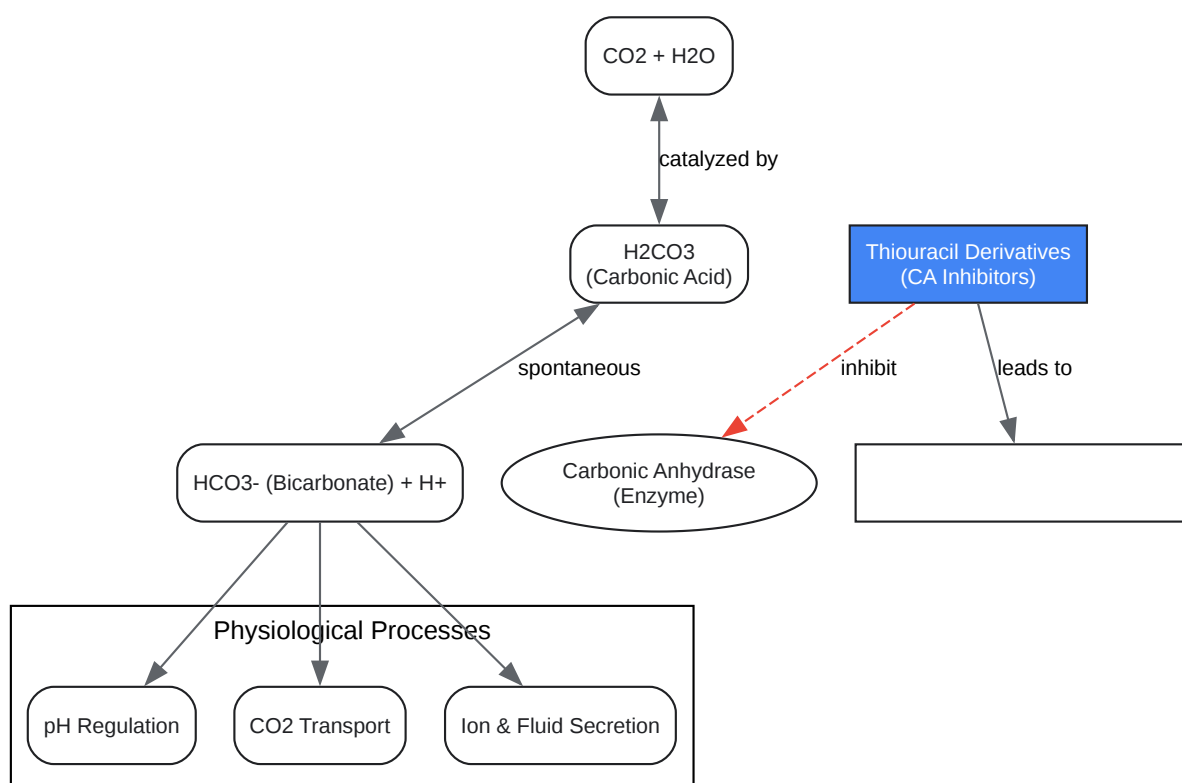 CO2 + H2O
catalyzed by
H2CO3
(Carbonic Acid)
Thiouracil Derivatives
(CA Inhibitors)
spontaneous
inhibit
leads to
HCO3- (Bicarbonate) + H+
Carbonic Anhydrase
(Enzyme)
Physiological Processes
pH Regulation
CO2 Transport
Ion & Fluid Secretion